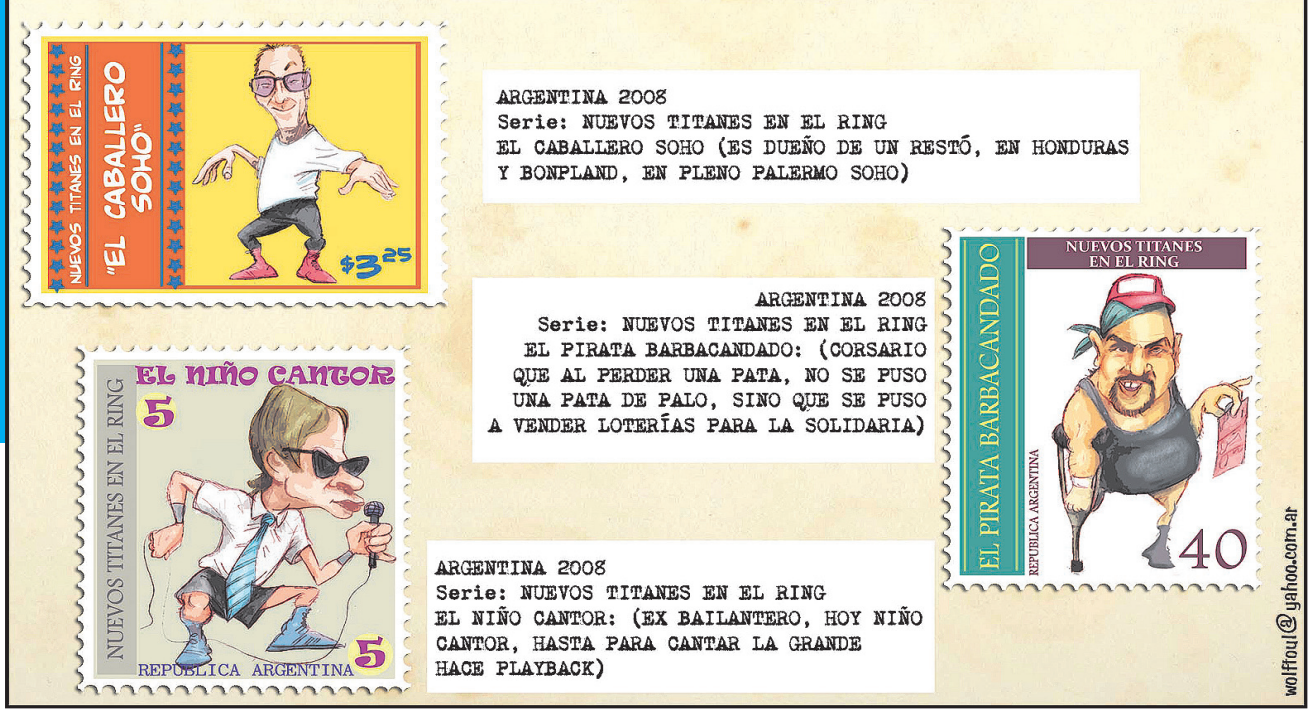 NUEVOS TITANES EN EL RING
"EL CABALLERO
SOHO"
$3 25
ARGENTINA 2008
Serie: NUEVOS TITANES EN EL RING
EL CABALLERO SOHO (ES DUEÑO DE UN RESTÓ, EN HONDURAS
Y BONPLAND, EN PLENO PALERMO SOHO)
ARGENTINA 2008
Serie: NUEVOS TITANES EN EL RING
EL PIRATA BARBACANDADO: (CORSARIO
QUE AL PERDER UNA PATA, NO SE PUSO
UNA PATA DE PALO, SINO QUE SE PUSO
A VENDER LOTERÍAS PARA LA SOLIDARIA)
EL PIRATA BARBACANDADO
NUEVOS TITANES
EN EL RING
REPUBLICA ARGENTINA
40
NUEVOS TITANES EN EL RING
EL NIÑO CANTOR
5
REPUBLICA ARGENTINA
5
ARGENTINA 2008
Serie: NUEVOS TITANES EN EL RING
EL NIÑO CANTOR: (EX BAILANTERO, HOY NIÑO
CANTOR, HASTA PARA CANTAR LA GRANDE
HACE PLAYBACK)
wolffoyl@yahoo.com.ar